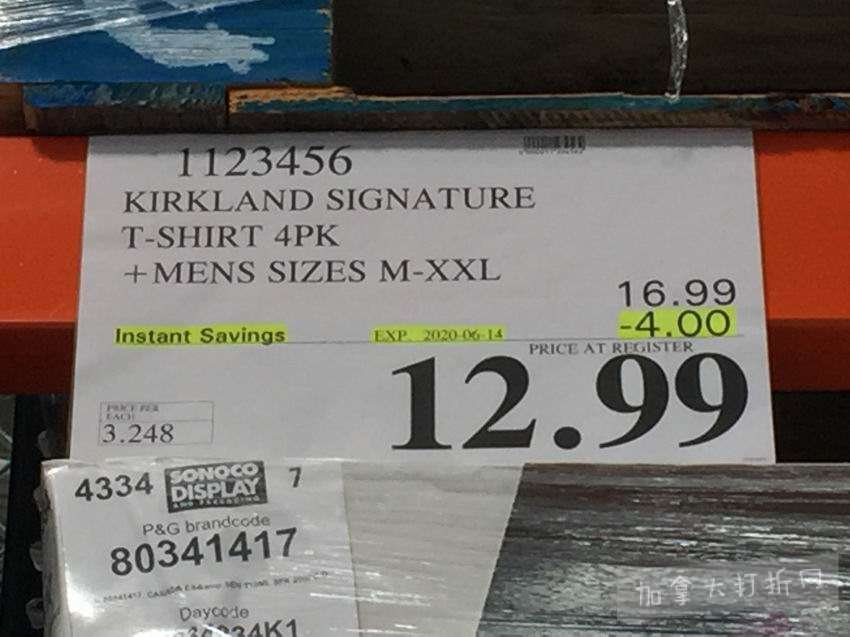 1123456
KIRKLAND SIGNATURE
T-SHIRT 4PK
+MENS SIZES M-XXL
16.99
Instant Savings EXP. 2020-06-14 -4.00
PRICE AT REGISTER
12.99
PRICE PER
EACH
3.248
4334 SONOCO DISPLAY AND PACKAGING 7
P&G brandcode
80341417
Daycode
加拿大打折网